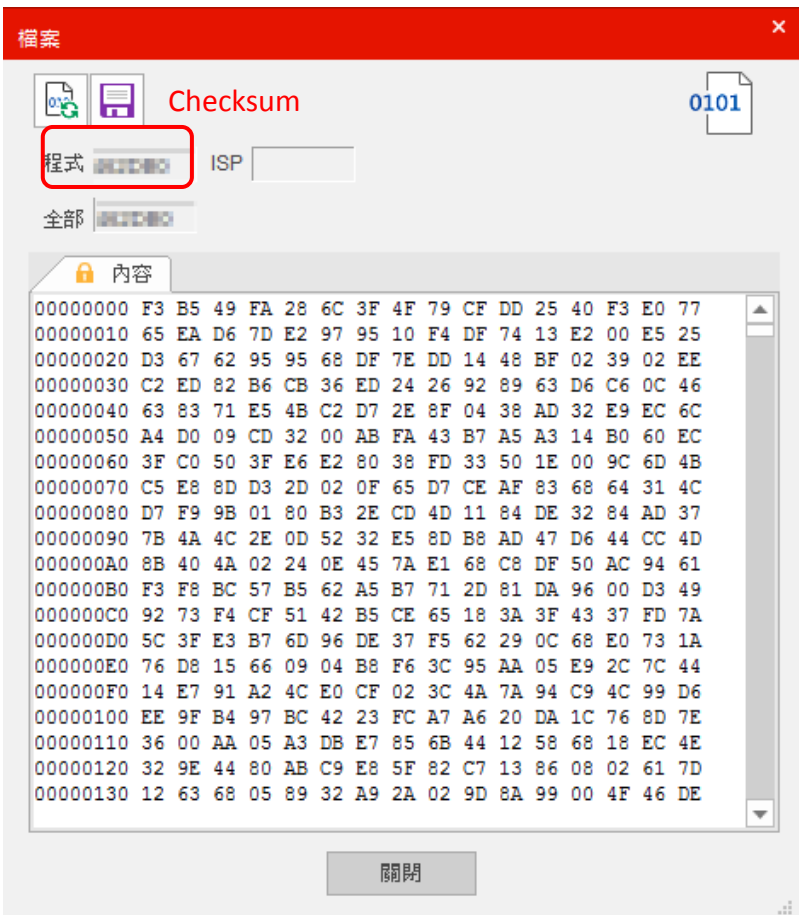 檔案
Checksum
0101
程式 ISP
全部
內容
00000000 F3 B5 49 FA 28 6C 3F 4F 79 CF DD 25 40 F3 E0 77
00000010 65 EA D6 7D E2 97 95 10 F4 DF 74 13 E2 00 E5 25
00000020 D3 67 62 95 95 68 DF 7E DD 14 48 BF 02 39 02 EE
00000030 C2 ED 82 B6 CB 36 ED 24 26 92 89 63 D6 C6 0C 46
00000040 63 83 71 E5 4B C2 D7 2E 8F 04 38 AD 32 E9 EC 6C
00000050 A4 D0 09 CD 32 00 AB FA 43 B7 A5 A3 14 B0 60 EC
00000060 3F C0 50 3F E6 E2 80 38 FD 33 50 1E 00 9C 6D 4B
00000070 C5 E8 8D D3 2D 02 0F 65 D7 CE AF 83 68 64 31 4C
00000080 D7 F9 9B 01 80 B3 2E CD 4D 11 84 DE 32 84 AD 37
00000090 7B 4A 4C 2E 0D 52 32 E5 8D B8 AD 47 D6 44 CC 4D
000000A0 8B 40 4A 02 24 0E 45 7A E1 68 C8 DF 50 AC 94 61
000000B0 F3 F8 BC 57 B5 62 A5 B7 71 2D 81 DA 96 00 D3 49
000000C0 92 73 F4 CF 51 42 B5 CE 65 18 3A 3F 43 37 FD 7A
000000D0 5C 3F E3 B7 6D 96 DE 37 F5 62 29 0C 68 E0 73 1A
000000E0 76 D8 15 66 09 04 B8 F6 3C 95 AA 05 E9 2C 7C 44
000000F0 14 E7 91 A2 4C E0 CF 02 3C 4A 7A 94 C9 4C 99 D6
00000100 EE 9F B4 97 BC 42 23 FC A7 A6 20 DA 1C 76 8D 7E
00000110 36 00 AA 05 A3 DB E7 85 6B 44 12 58 68 18 EC 4E
00000120 32 9E 44 80 AB C9 E8 5F 82 C7 13 86 08 02 61 7D
00000130 12 63 68 05 89 32 A9 2A 02 9D 8A 99 00 4F 46 DE
關閉